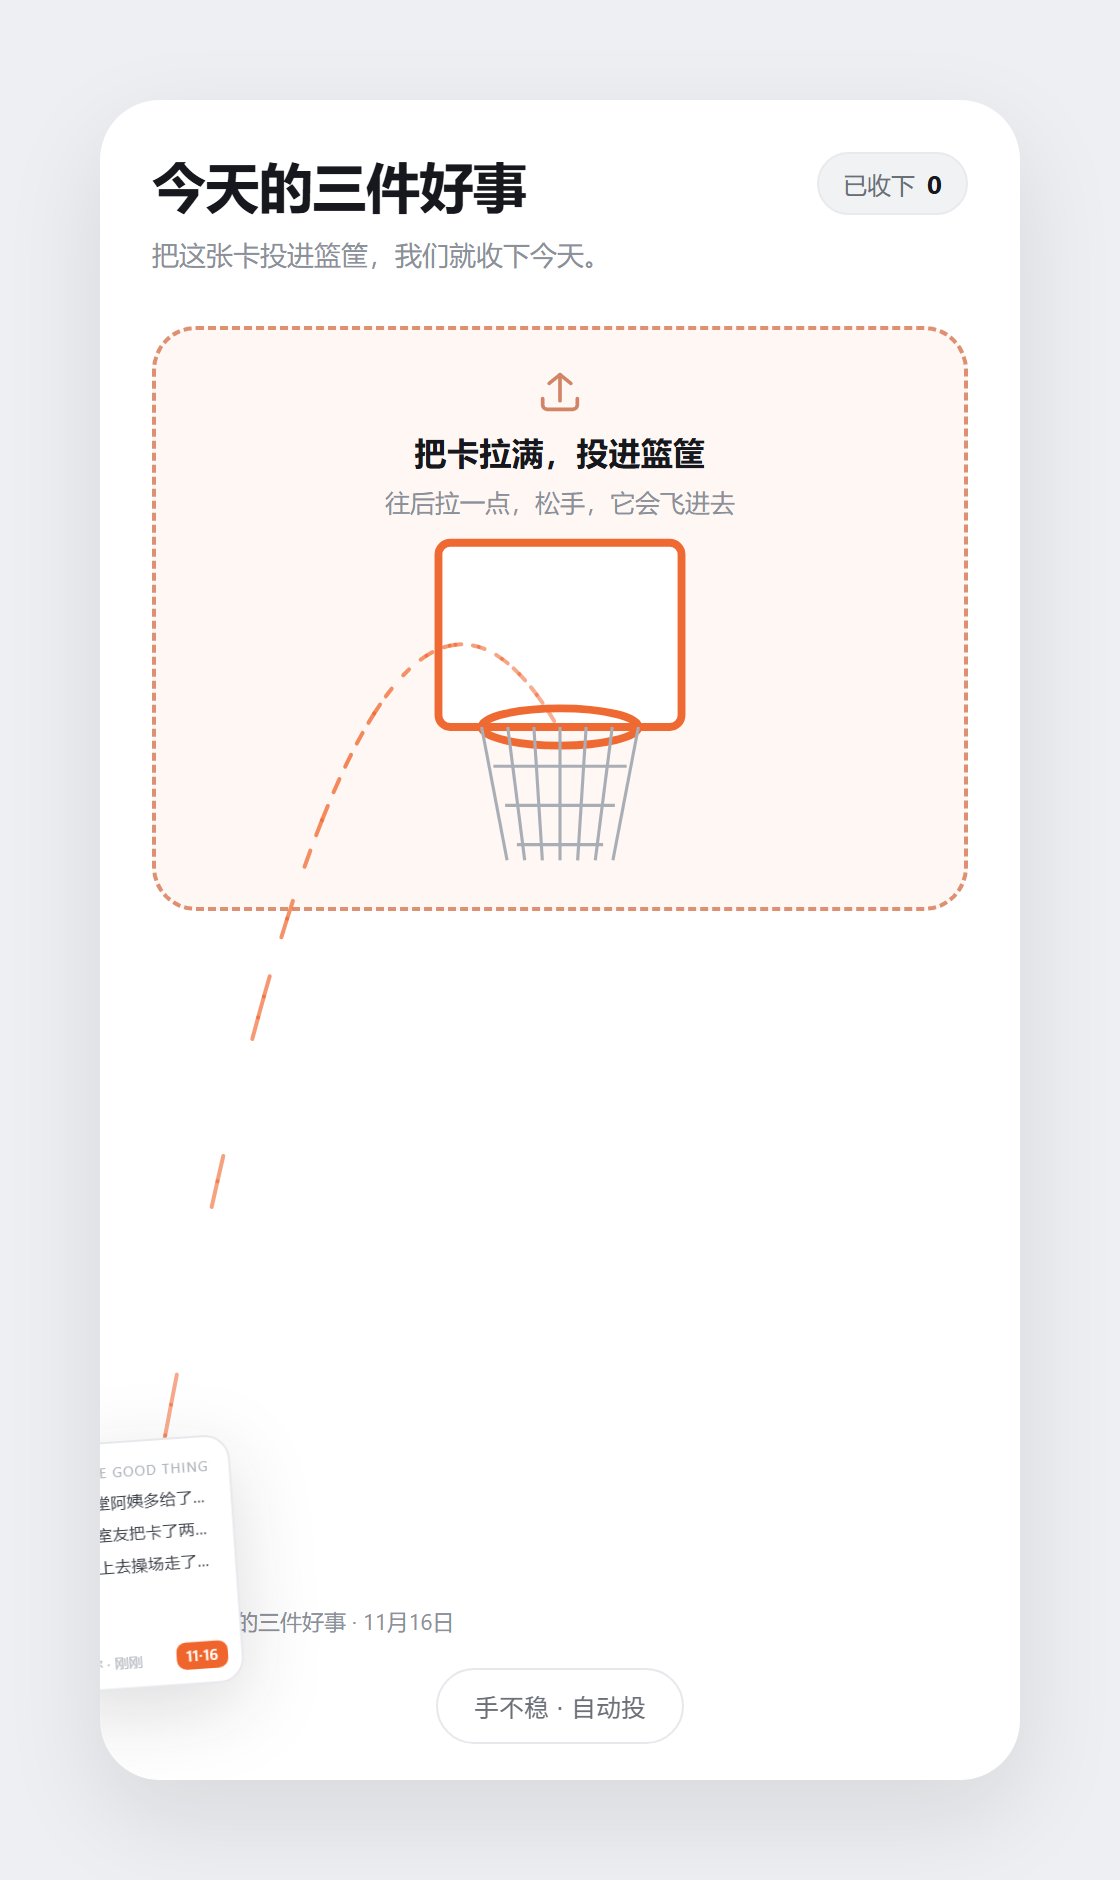 今天的三件好事
已收下 0
把这张卡投进篮筐，我们就收下今天。
把卡拉满，投进篮筐
往后拉一点，松手，它会飞进去
E GOOD THING
堂阿姨多给了...
室友把卡了两...
上去操场走了...
的三件好事 · 11月16日
· 刚刚
11-16
手不稳 · 自动投